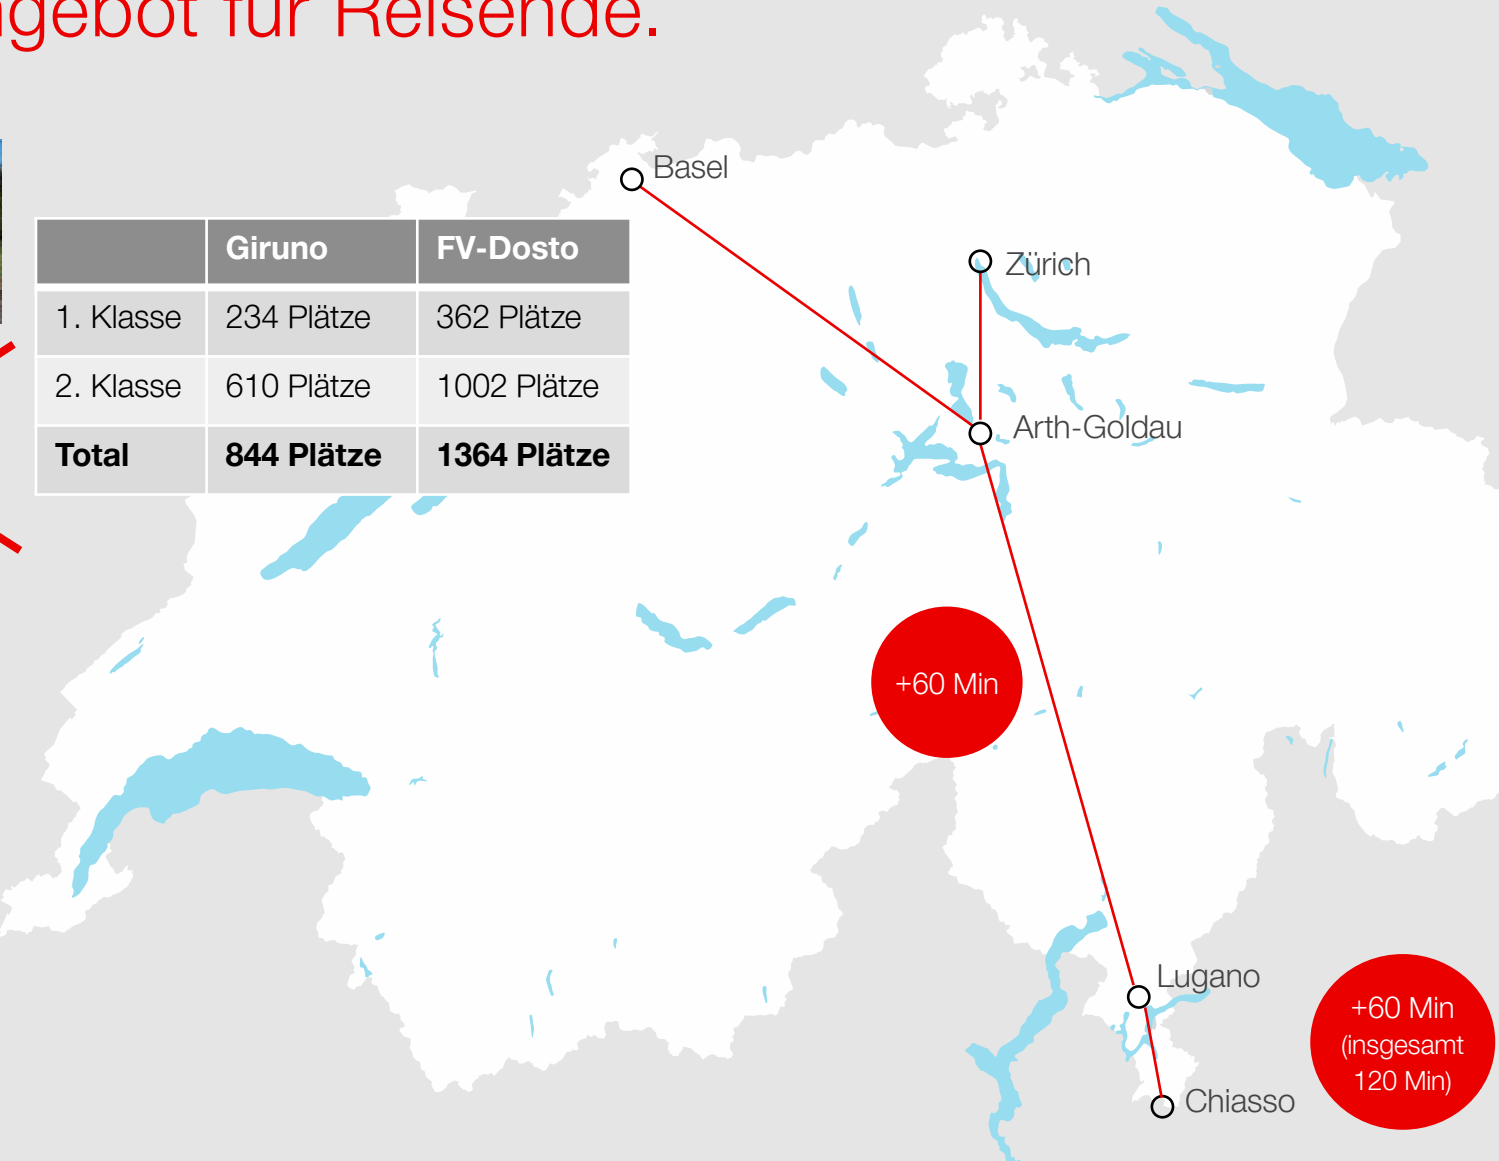 für Reisende.
Giruno FV-Dosto
1. Klasse 234 Plätze 362 Plätze
2. Klasse 610 Plätze 1002 Plätze
Total 844 Plätze 1364 Plätze
Basel
Zürich
Arth-Goldau
+60 Min
Lugano
+60 Min
(insgesamt
120 Min)
Chiasso